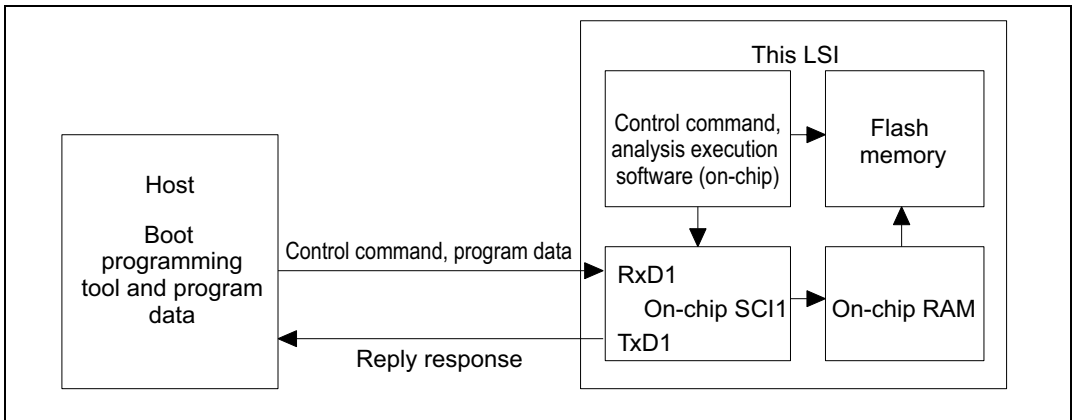 This LSI
Host
Boot
programming
tool and program
data
Control command, program data
Reply response
Control command,
analysis execution
software (on-chip)
Flash
memory
RxD1
On-chip SCI1
TxD1
On-chip RAM